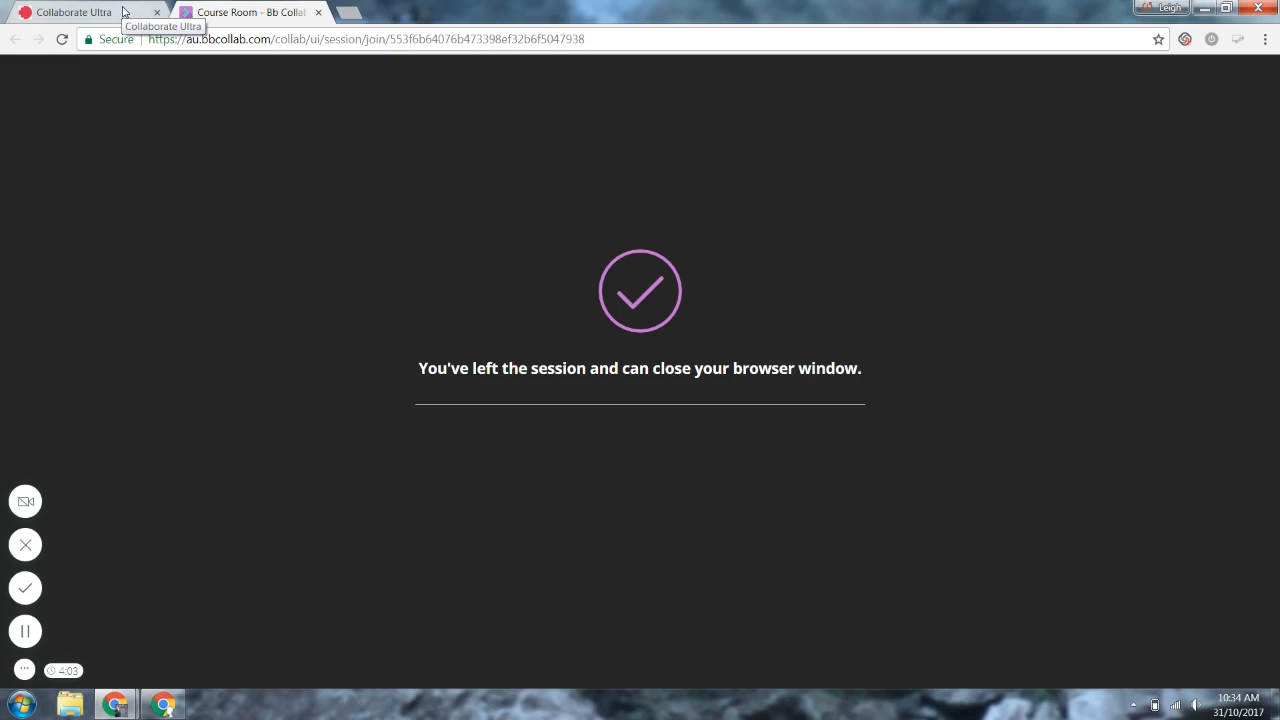 Collaborate Ultra
Course Room - Bb Collab
Leigh
Collaborate Ultra
Secure
https://au.bbcollab.com/collab/ui/session/join/553f6b64076b473398ef32b6f5047938
You've left the session and can close your browser window.
4:03
10:34 AM
31/10/2017